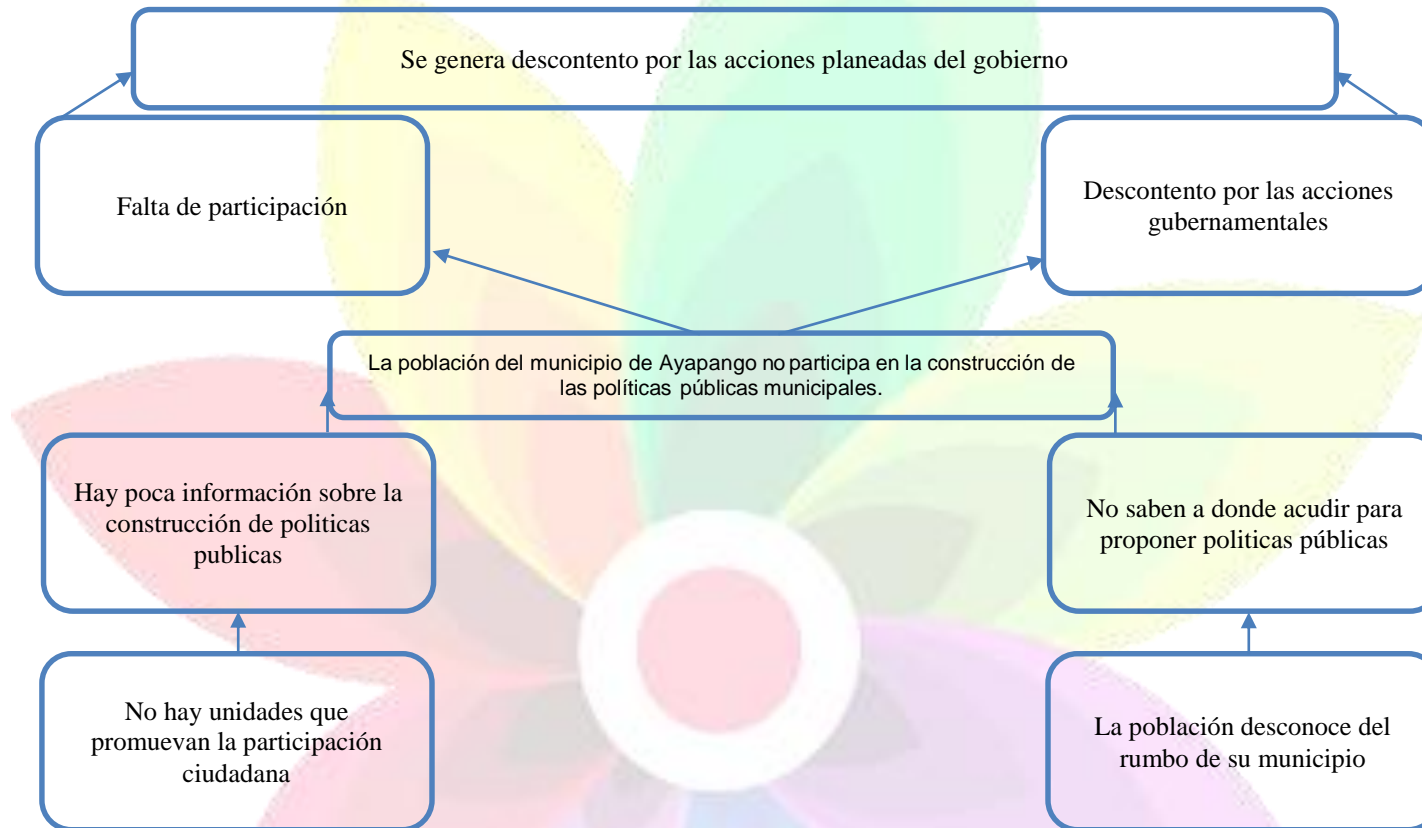 Se genera descontento por las acciones planeadas del gobierno
Falta de participación
Descontento por las acciones
gubernamentales
La población del municipio de Ayapango no participa en la construcción de
las políticas públicas municipales.
Hay poca información sobre la
construcción de politicas
publicas
No saben a donde acudir para
proponer politicas públicas
No hay unidades que
promuevan la participación
ciudadana
La población desconoce del
rumbo de su municipio